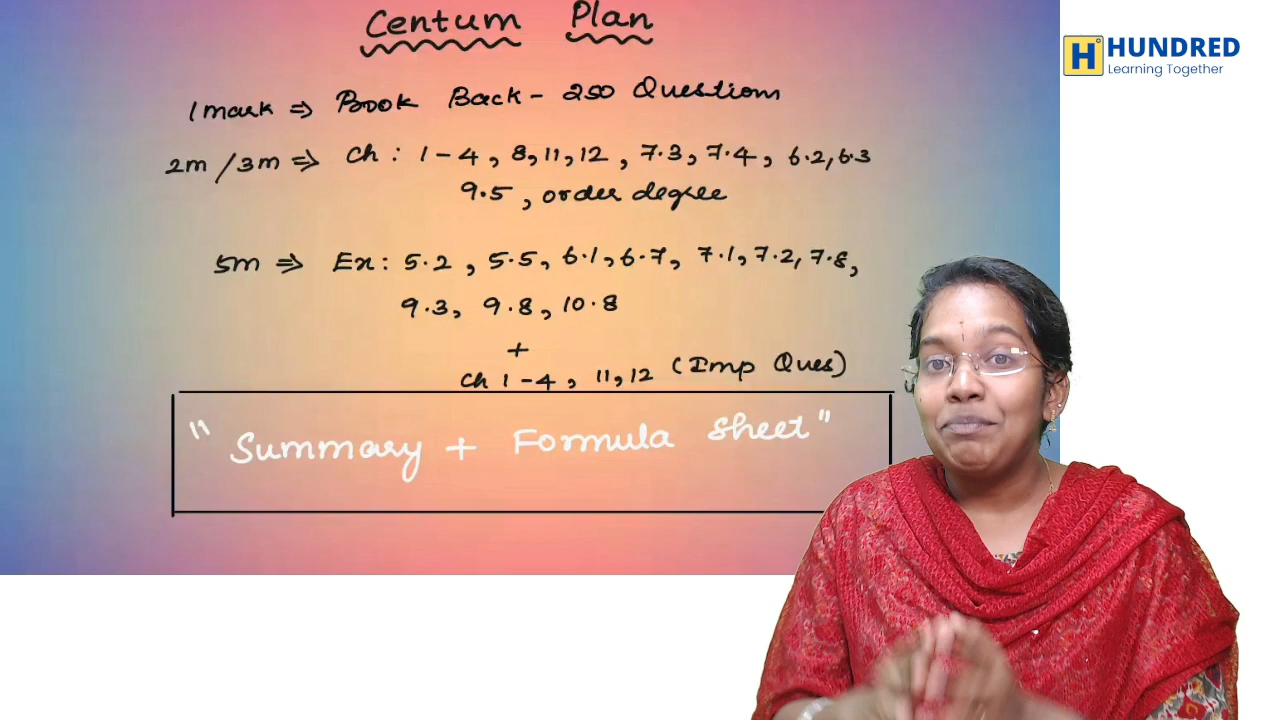 Centum Plan
HUNDRED
Learning Together
1 mark ⇒ Book Back - 250 Questions
2m / 3m ⇒ Ch : 1 - 4 , 8, 11, 12 , 7.3, 7.4 , 6.2, 6.3
9.5 , order degree
5m ⇒ Ex : 5.2 , 5.5, 6.1, 6.7, 7.1, 7.2, 7.8,
9.3, 9.8, 10.8
+
Ch 1 - 4 , 11, 12 (Imp Ques)
" Summary + Formula Sheet "